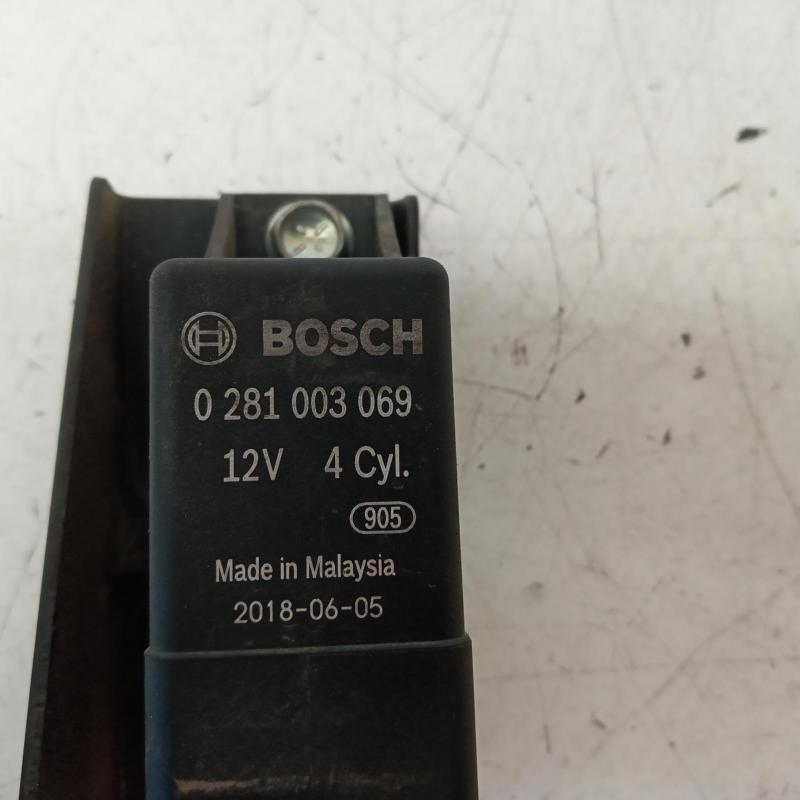 BOSCH
0 281 003 069
12V 4 Cyl.
905
Made in Malaysia
2018-06-05